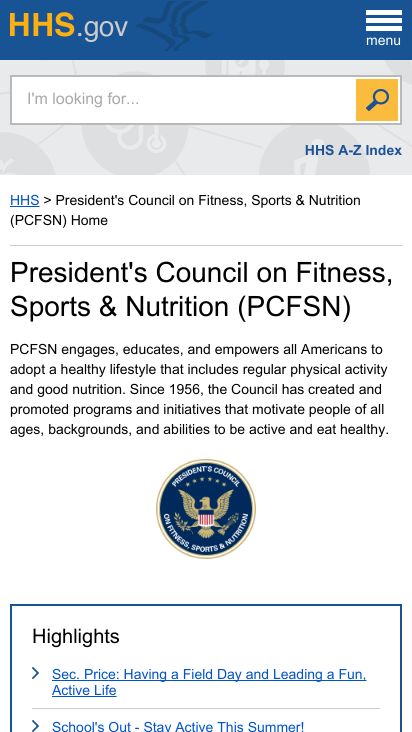 HHS.gov
menu
I'm looking for...
HHS A-Z Index
HHS > President's Council on Fitness, Sports & Nutrition
(PCFSN) Home
President's Council on Fitness,
Sports & Nutrition (PCFSN)
PCFSN engages, educates, and empowers all Americans to
adopt a healthy lifestyle that includes regular physical activity
and good nutrition. Since 1956, the Council has created and
promoted programs and initiatives that motivate people of all
ages, backgrounds, and abilities to be active and eat healthy.
PRESIDENT'S COUNCIL
ON FITNESS, SPORTS & NUTRITION
Highlights
Sec. Price: Having a Field Day and Leading a Fun,
Active Life
School's Out - Stay Active This Summer!